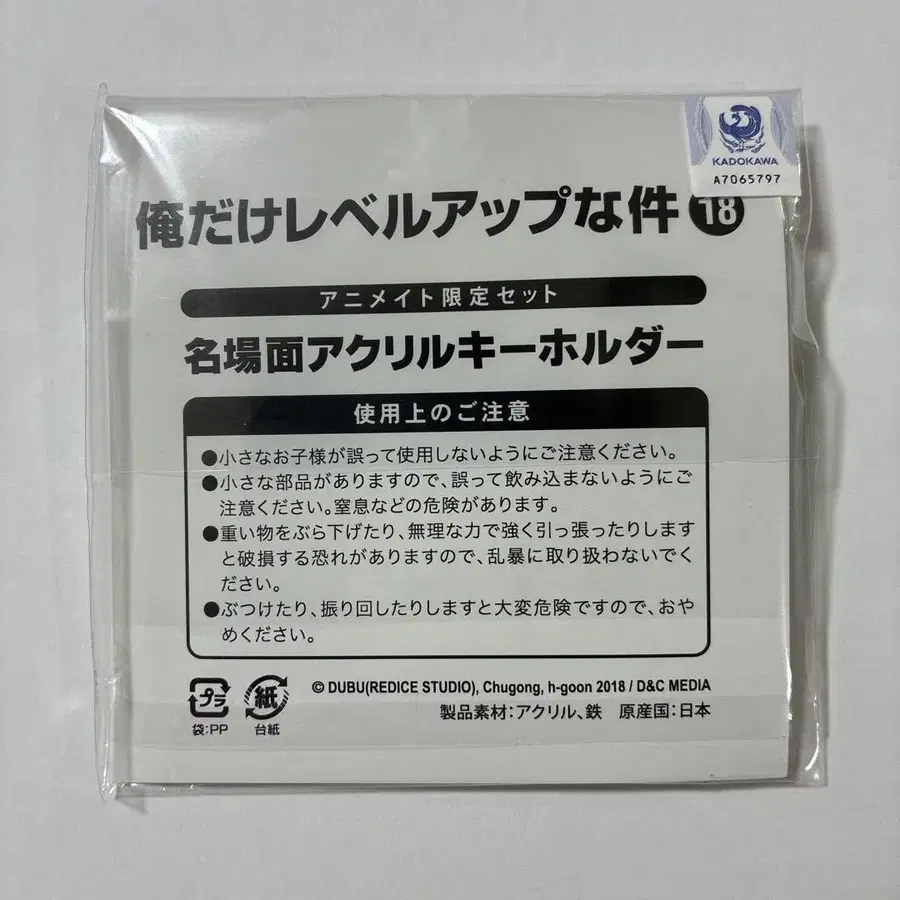 KADOKAWA
A7065797
俺だけレベルアップな件 18
アニメイト限定セット
名場面アクリルキーホルダー
使用上のご注意
●小さなお子様が誤って使用しないようにご注意ください。
●小さな部品がありますので、誤って飲み込まないようにご
注意ください。窒息などの危険があります。
●重い物をぶら下げたり、無理な力で強く引っ張ったりします
と破損する恐れがありますので、乱暴に取り扱わないでく
ださい。
●ぶつけたり、振り回したりしますと大変危険ですので、おや
めください。
プラ
袋:PP
紙
台紙
© DUBU(REDICE STUDIO), Chugong, h-goon 2018 / D&C MEDIA
製品素材:アクリル、鉄 原産国:日本